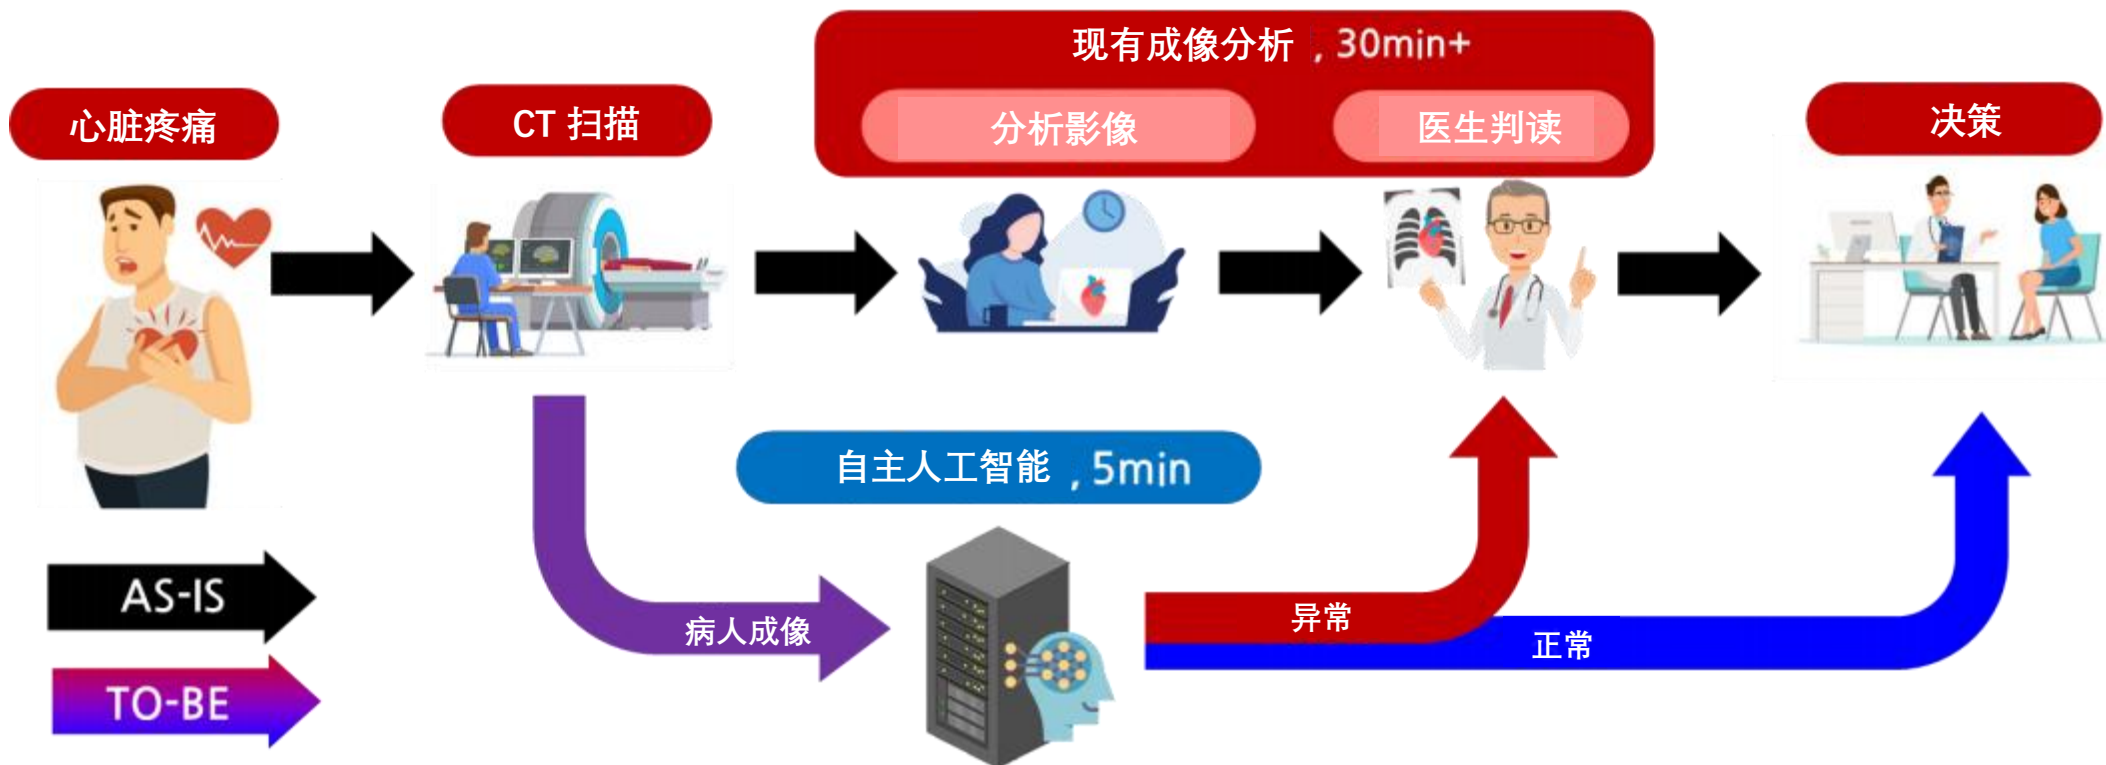 现有成像分析 , 30min+
心脏疼痛
CT 扫描
分析影像
医生判读
决策
自主人工智能 , 5min
AS-IS
病人成像
异常
正常
TO-BE